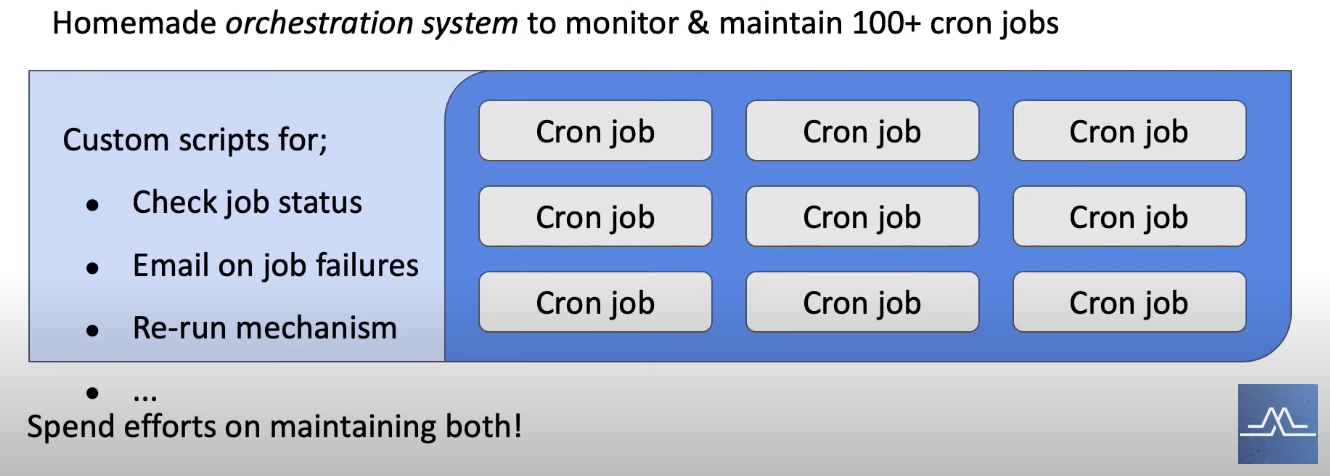 Homemade orchestration system to monitor & maintain 100+ cron jobs
Custom scripts for;
● Check job status
● Email on job failures
● Re-run mechanism
● ...
Cron job Cron job Cron job
Cron job Cron job Cron job
Cron job Cron job Cron job
Spend efforts on maintaining both!